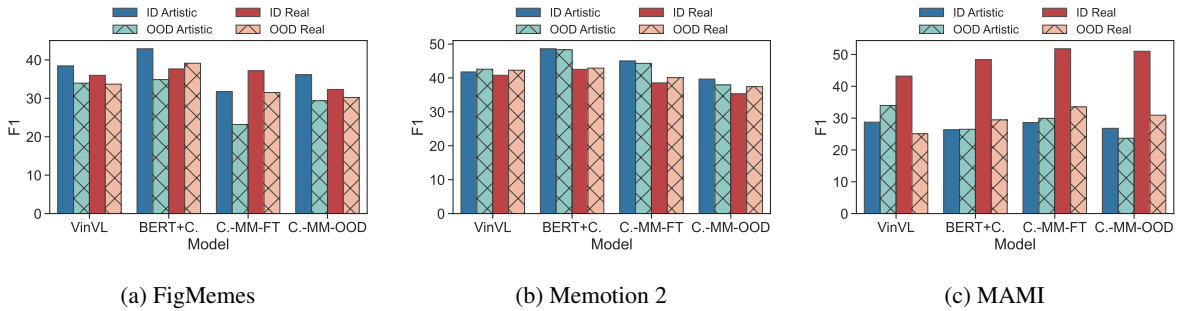 ID Artistic ID Real
OOD Artistic OOD Real
F1
40
30
20
10
0
VinVL BERT+C. C.-MM-FT C.-MM-OOD
Model
(a) FigMemes
ID Artistic ID Real
OOD Artistic OOD Real
F1
50
40
30
20
10
0
VinVL BERT+C. C.-MM-FT C.-MM-OOD
Model
(b) Memotion 2
ID Artistic ID Real
OOD Artistic OOD Real
F1
50
40
30
20
10
0
VinVL BERT+C. C.-MM-FT C.-MM-OOD
Model
(c) MAMI